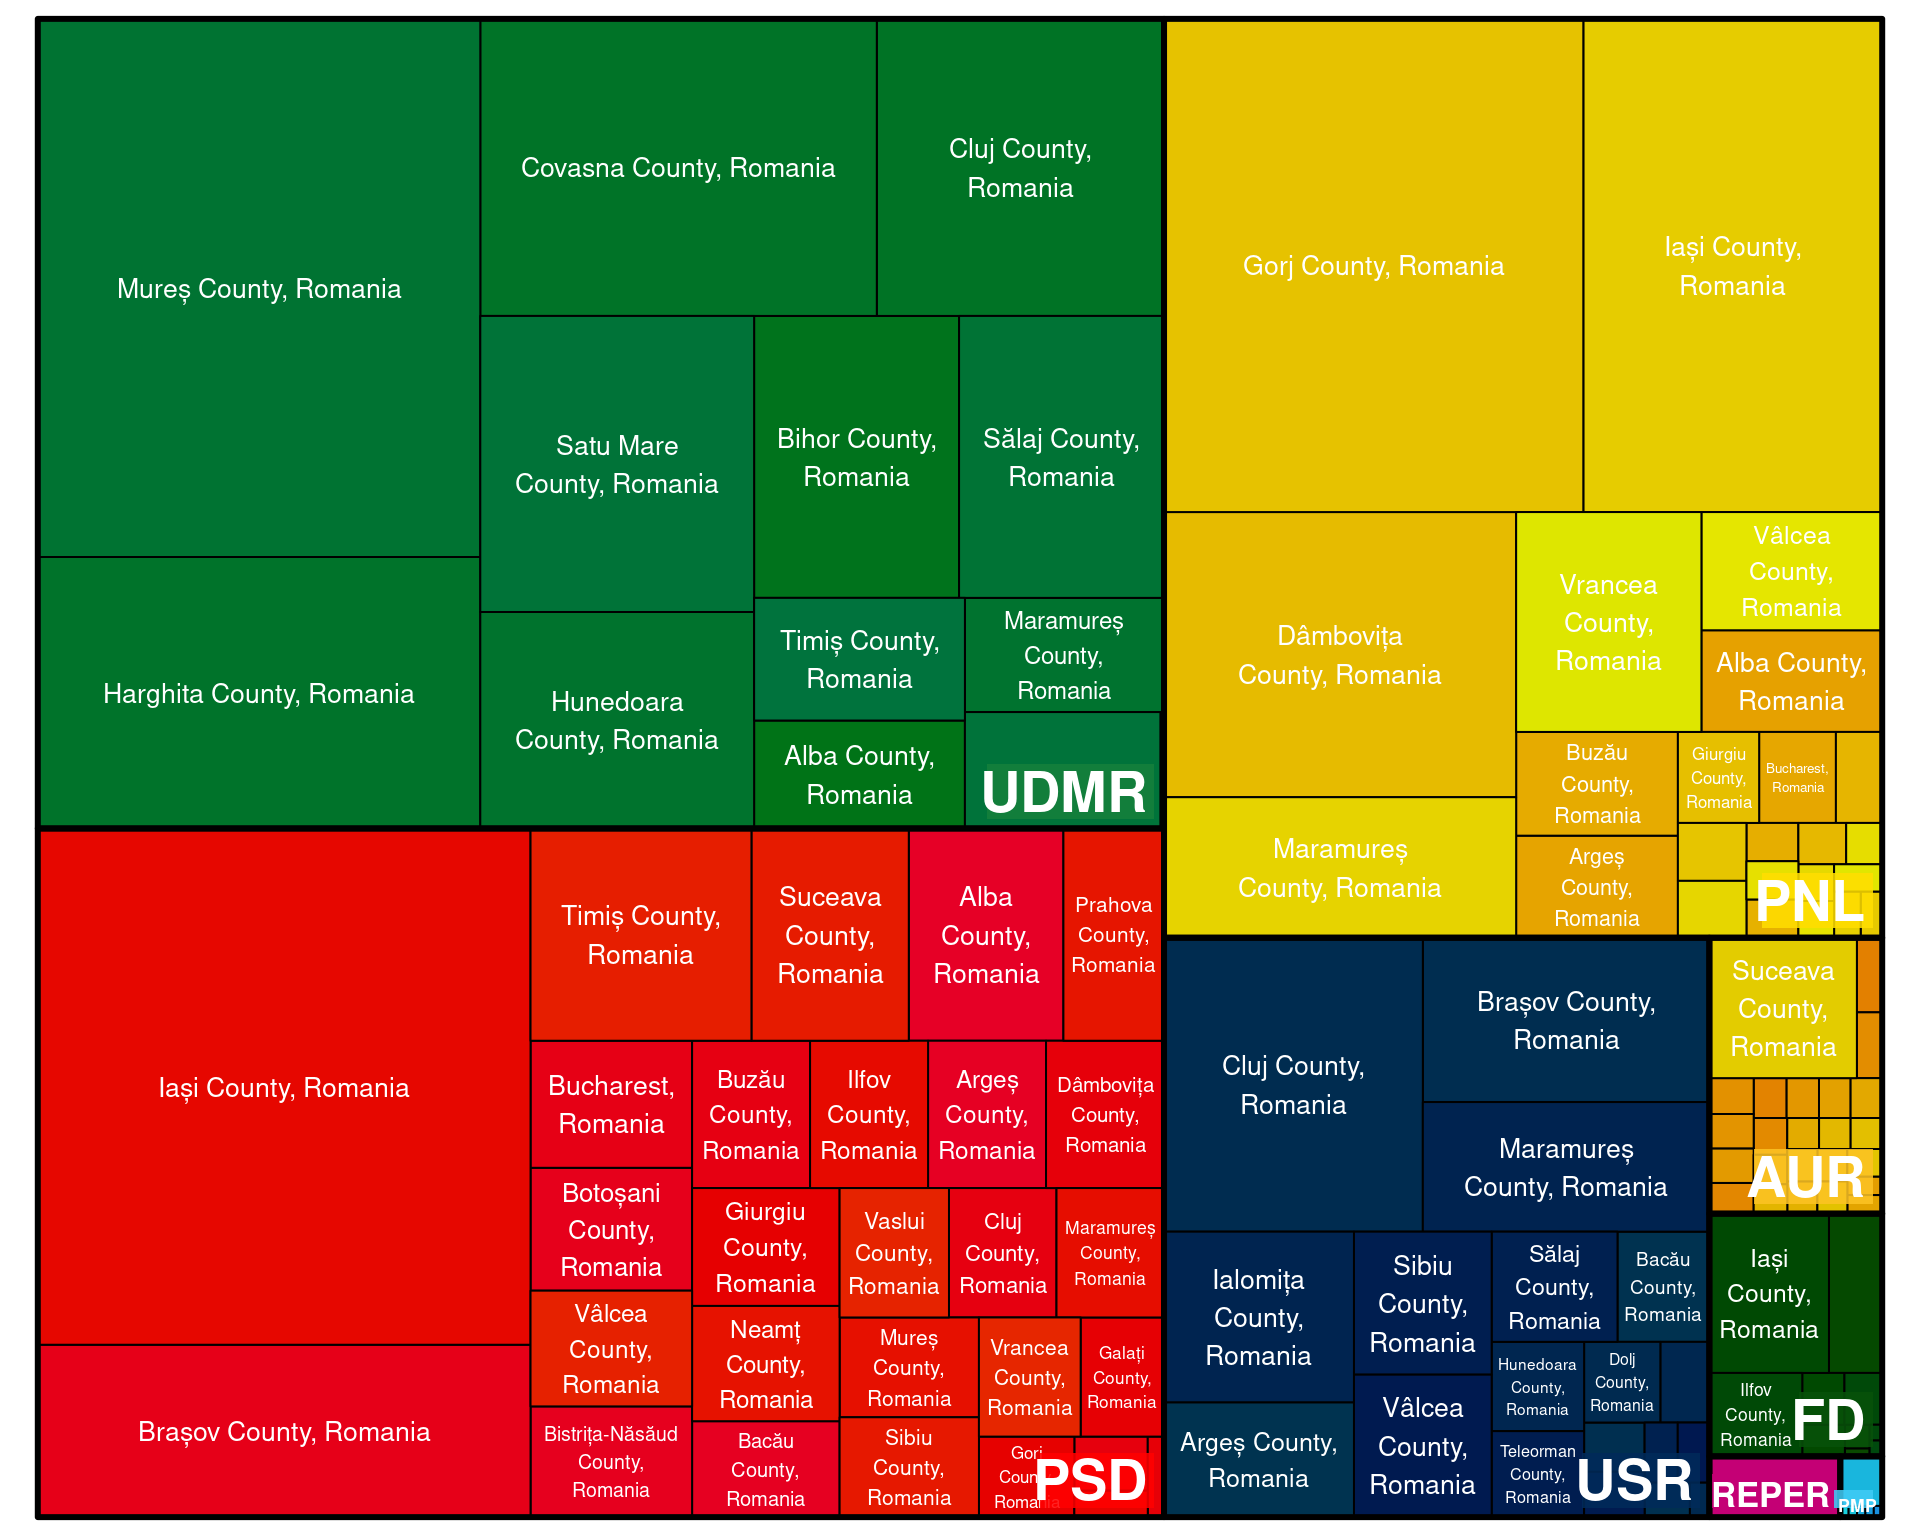 Mureș County, Romania
Harghita County, Romania
Covasna County, Romania
Cluj County,
Romania
Satu Mare
County, Romania
Hunedoara
County, Romania
Bihor County,
Romania
Sălaj County,
Romania
Timiș County,
Romania
Alba County,
Romania
Maramureș
County,
Romania
UDMR
Gorj County, Romania
Iași County,
Romania
Dâmbovița
County, Romania
Maramureș
County, Romania
Vrancea
County,
Romania
Vâlcea
County,
Romania
Alba County,
Romania
Buzău
County,
Romania
Argeș
County,
Romania
Giurgiu
County,
Romania
Bucharest,
Romania
PNL
Iași County, Romania
Brașov County, Romania
Timiș County,
Romania
Suceava
County,
Romania
Alba
County,
Romania
Prahova
County,
Romania
Bucharest,
Romania
Botoșani
County,
Romania
Vâlcea
County,
Romania
Bistrița-Năsăud
County,
Romania
Buzău
County,
Romania
Ilfov
County,
Romania
Argeș
County,
Romania
Dâmbovița
County,
Romania
Giurgiu
County,
Romania
Neamț
County,
Romania
Bacău
County,
Romania
Vaslui
County,
Romania
Cluj
County,
Romania
Maramureș
County,
Romania
Mureș
County,
Romania
Sibiu
County,
Romania
Vrancea
County,
Romania
Galați
County,
Romania
Gorj
County,
Romania
PSD
Cluj County,
Romania
Brașov County,
Romania
Maramureș
County, Romania
Ialomița
County,
Romania
Argeș County,
Romania
Sibiu
County,
Romania
Vâlcea
County,
Romania
Sălaj
County,
Romania
Bacău
County,
Romania
Hunedoara
County,
Romania
Dolj
County,
Romania
Teleorman
County,
Romania
USR
Suceava
County,
Romania
AUR
Iași
County,
Romania
Ilfov
County,
Romania
FD
REPER
PMP